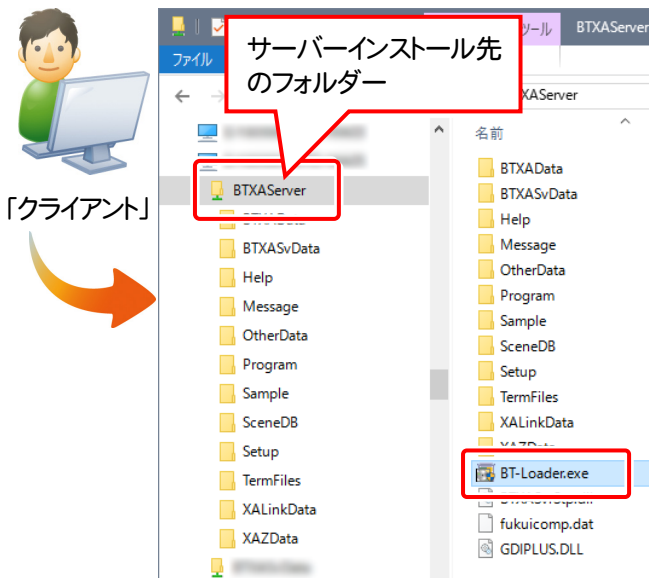 サーバーインストール先
のフォルダー
ール
BTXAServer
ファイル
XAServer
「クライアント」
BTXAServer
BTXASvData
Help
Message
OtherData
Program
Sample
SceneDB
Setup
TermFiles
XALinkData
XAZData
名前
BTXAData
BTXASvData
Help
Message
OtherData
Program
Sample
SceneDB
Setup
TermFiles
XALinkData
BT-Loader.exe
fukuicomp.dat
GDIPLUS.DLL